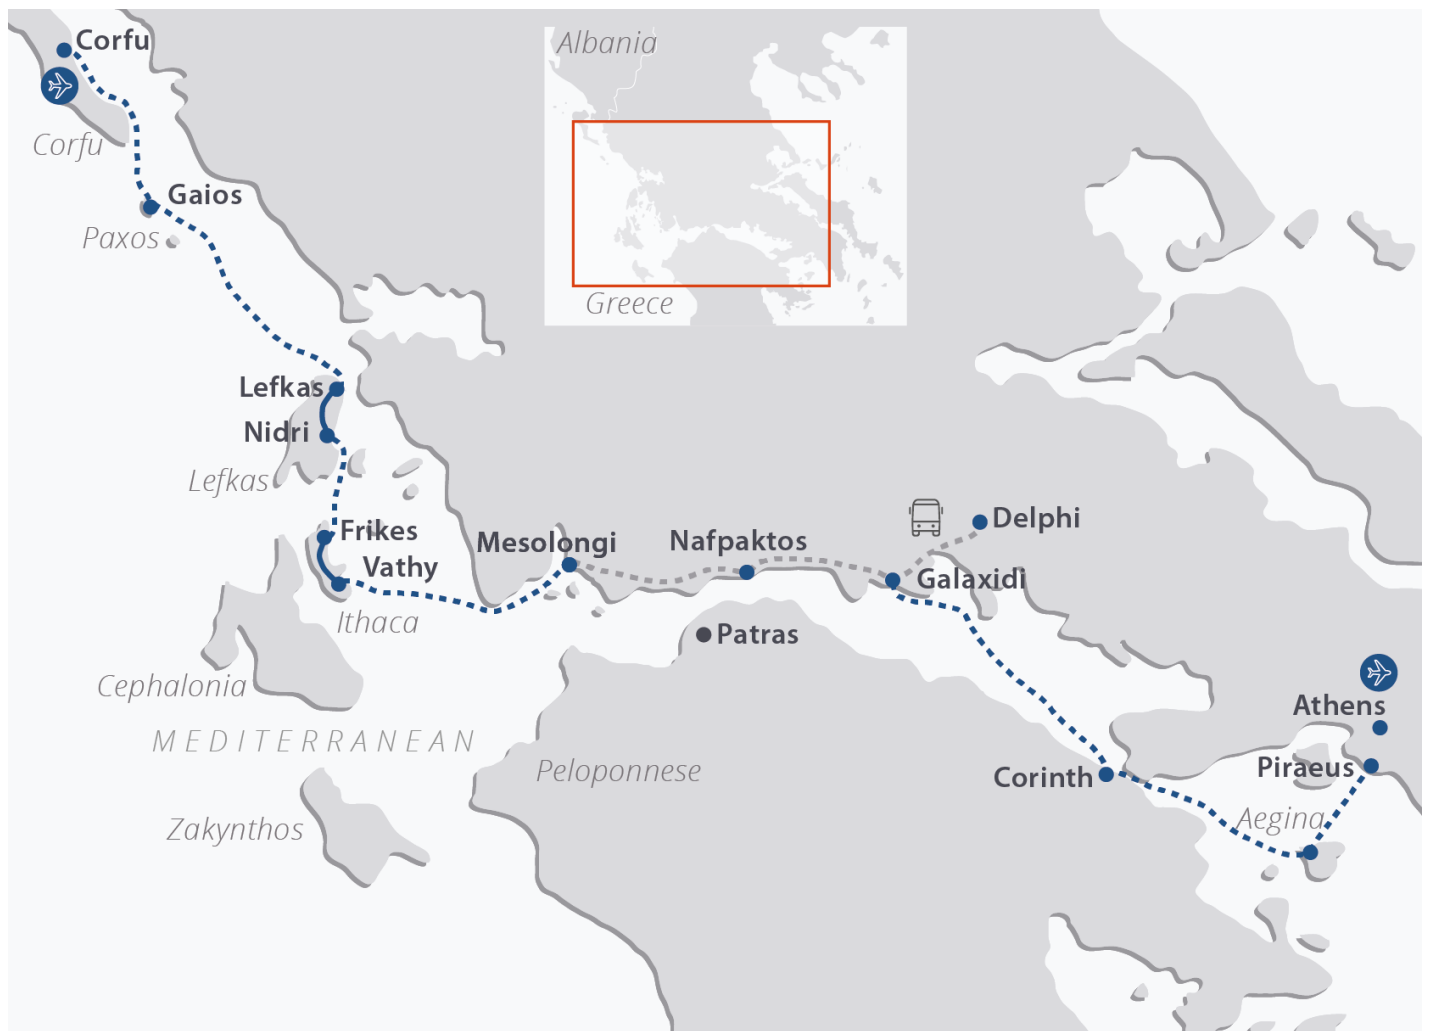 Corfu
Albania
Corfu
Gaios
Paxos
Greece
Lefkas
Nidri
Lefkas
Delphi
Frikes
Mesolongi
Nafpaktos
Vathy
Galaxidi
Ithaca
Patras
Cephalonia
Athens
MEDITERRANEAN
Peloponnese
Piraeus
Corinth
Aegina
Zakynthos